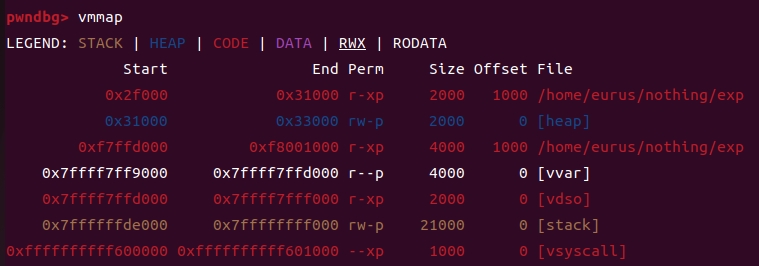 pwndbg> vmmap
LEGEND: STACK | HEAP | CODE | DATA | RWX | RODATA
Start End Perm Size Offset File
0x2f000 0x31000 r-xp 2000 1000 /home/eurus/nothing/exp
0x31000 0x33000 rw-p 2000 0 [heap]
0xf7ffd000 0xf8001000 r-xp 4000 1000 /home/eurus/nothing/exp
0x7ffff7ff9000 0x7ffff7ffd000 r--p 4000 0 [vvar]
0x7ffff7ffd000 0x7ffff7fff000 r-xp 2000 0 [vdso]
0x7ffffffde000 0x7ffffffff000 rw-p 21000 0 [stack]
0xffffffffff600000 0xffffffffff601000 --xp 1000 0 [vsyscall]